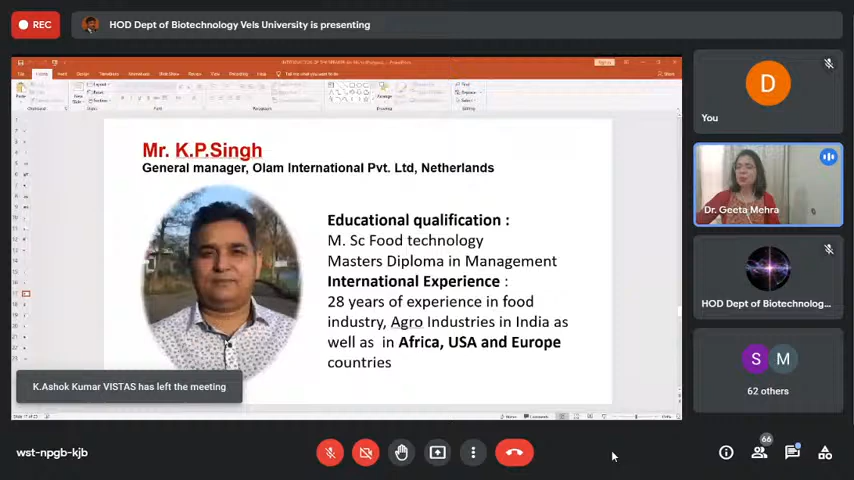 REC
HOD Dept of Biotechnology Vels University is presenting
Mr. K.P.Singh
General manager, Olam International Pvt. Ltd, Netherlands
Educational qualification :
M. Sc Food technology
Masters Diploma in Management
International Experience :
28 years of experience in food
industry, Agro Industries in India as
well as in Africa, USA and Europe
countries
K.Ashok Kumar VISTAS has left the meeting
D
You
Dr. Geeta Mehra
HOD Dept of Biotechnolog...
S M
62 others
wst-npgb-kjb
66